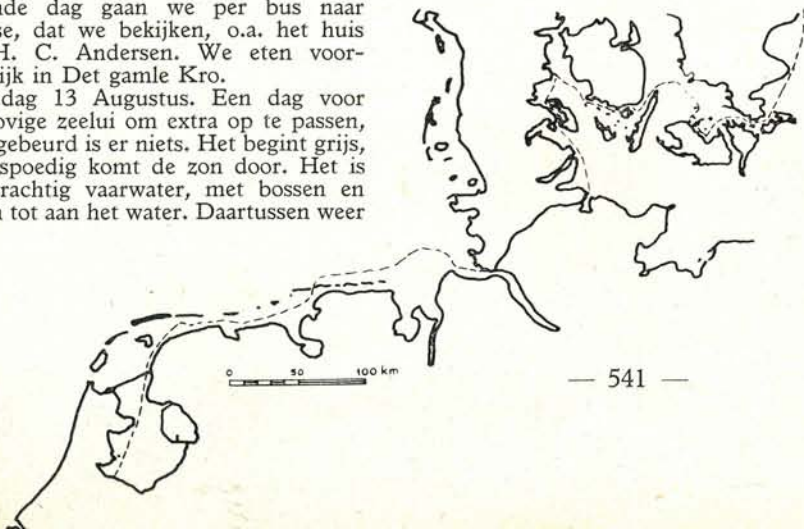 nde dag gaan we per bus naar
se, dat we bekijken, o.a. het huis
H. C. Andersen. We eten voor-
ijk in Det gamle Kro.
dag 13 Augustus. Een dag voor
ovige zeelui om extra op te passen,
gebeurd is er niets. Het begint grijs,
spoedig komt de zon door. Het is
rachtig vaarwater, met bossen en
n tot aan het water. Daartussen weer
0 50 100 km
— 541 —